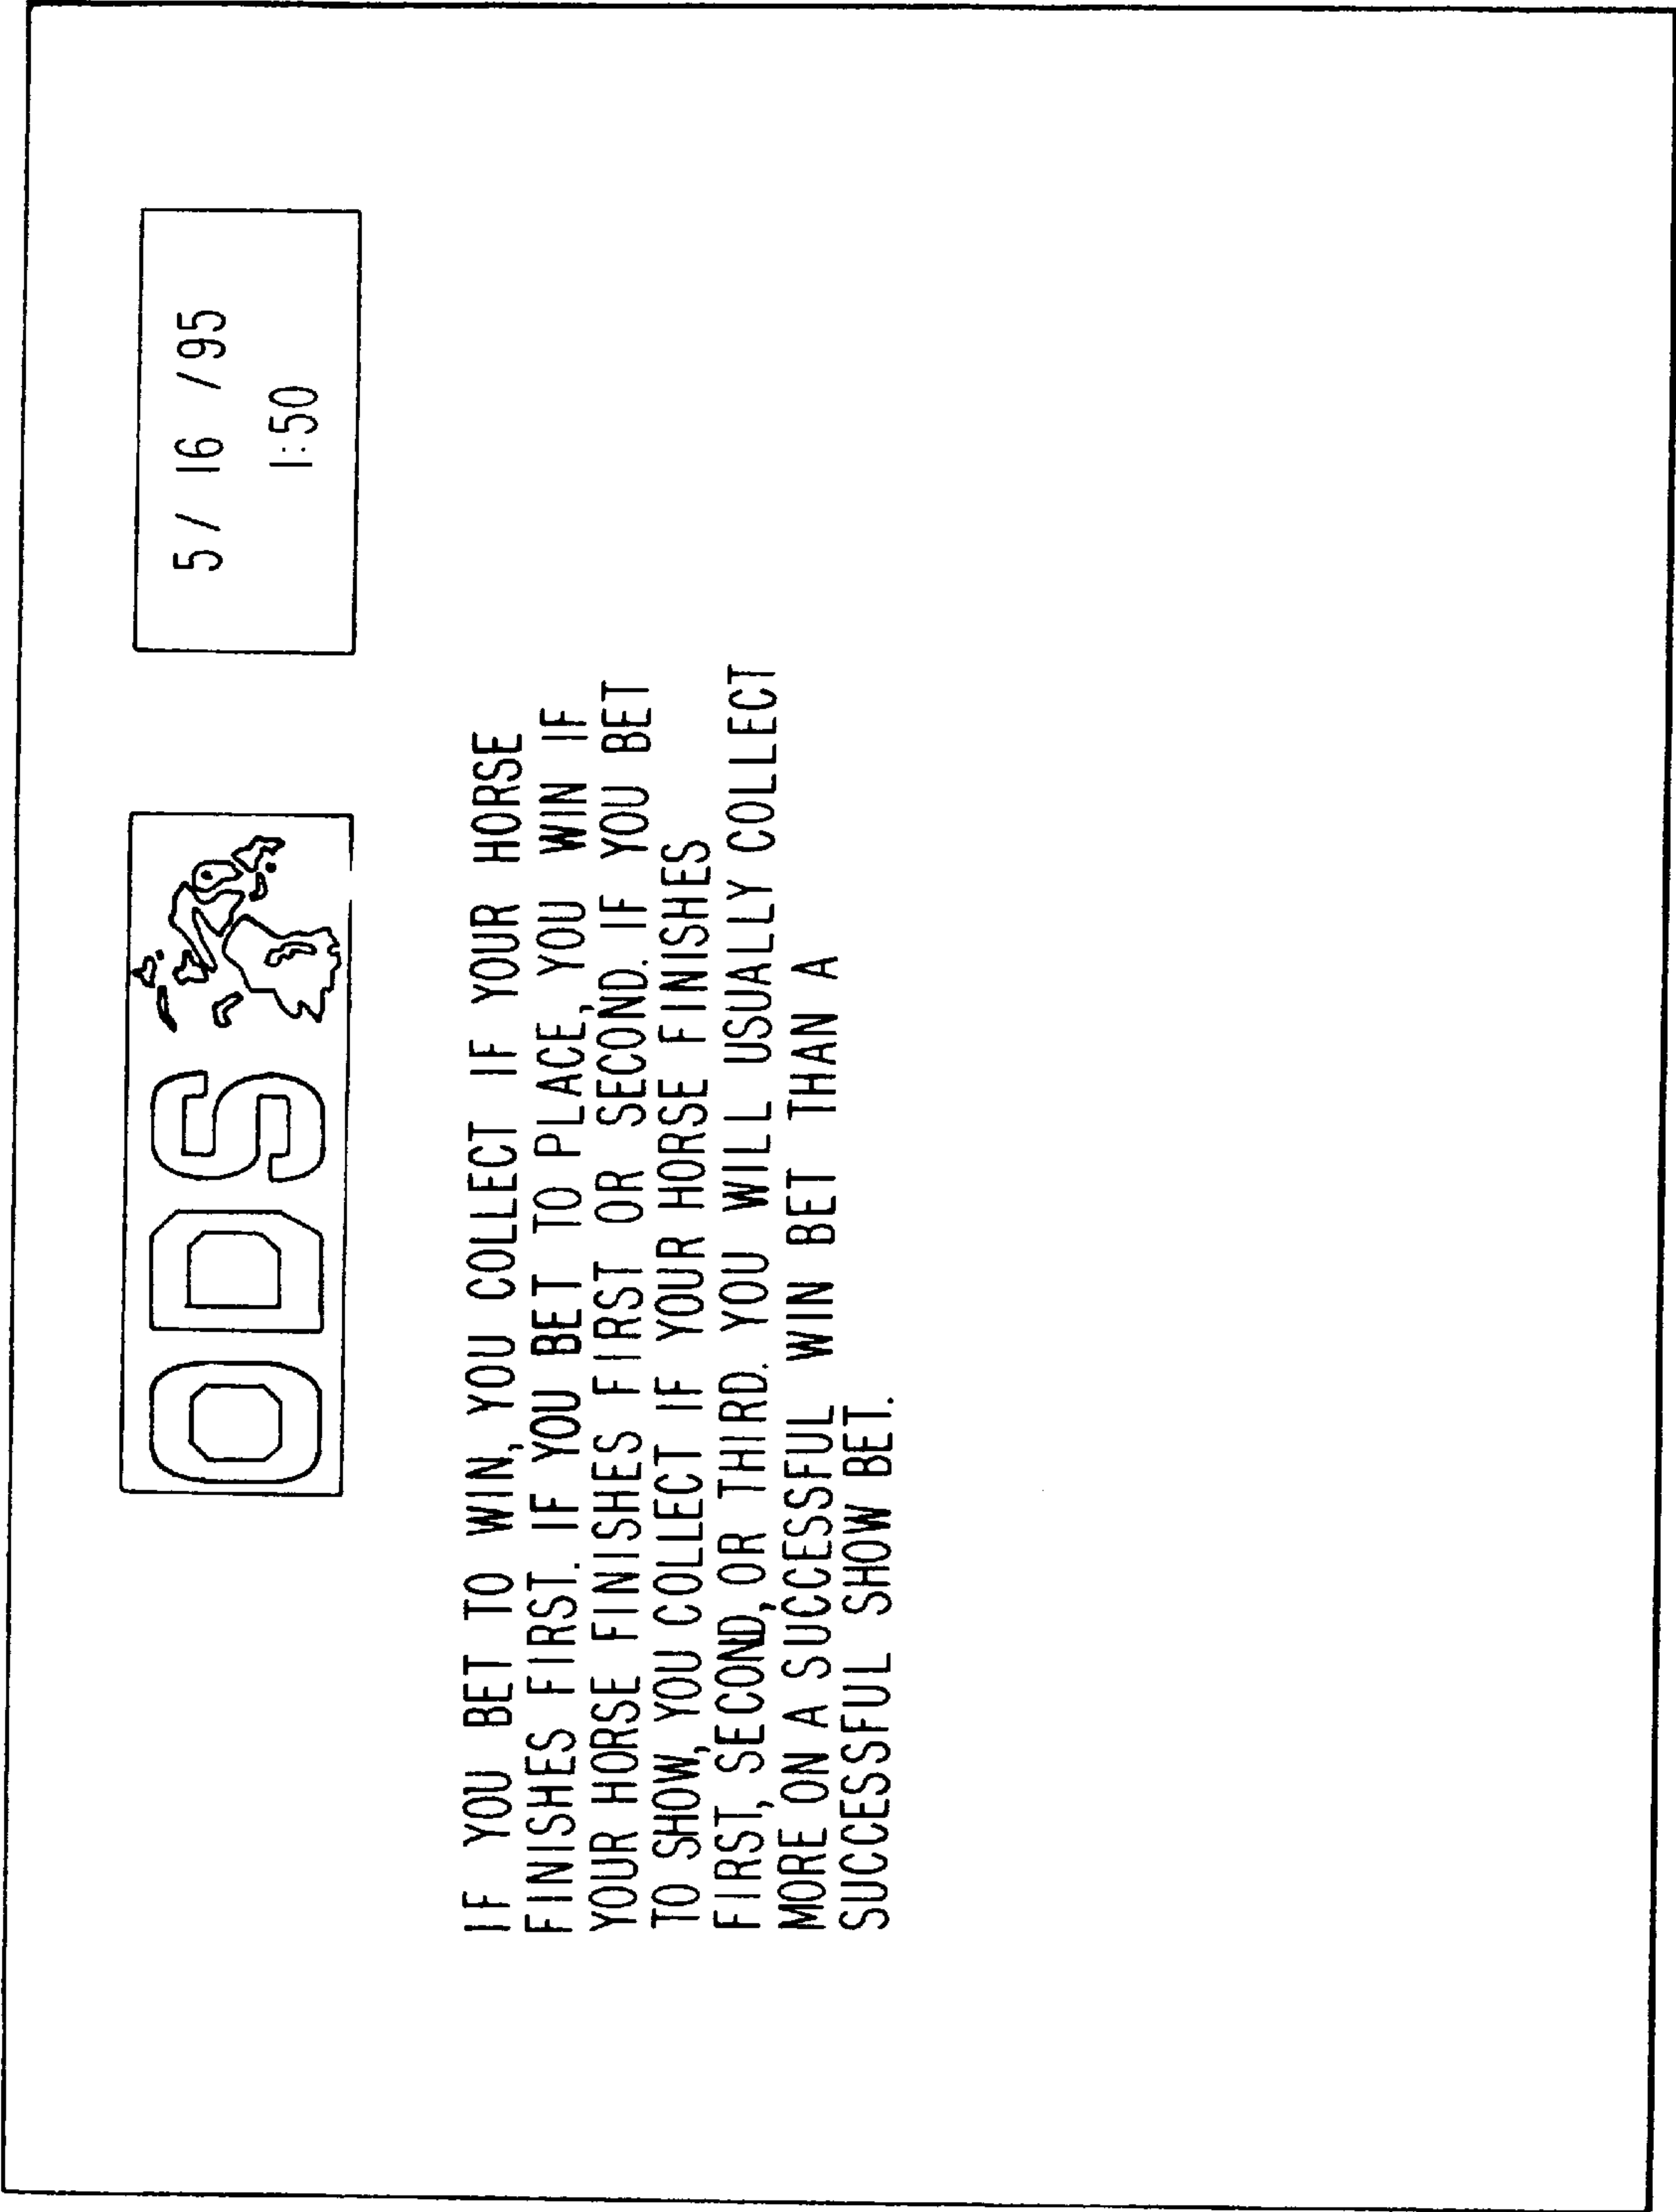 ODS
5/ 16 /95
1:50
IF YOU BET TO WIN, YOU COLLECT IF YOUR HORSE
FINISHES FIRST. IF YOU BET TO PLACE, YOU WIN IF
YOUR HORSE FINISHES FIRST OR SECOND. IF YOU BET
TO SHOW, YOU COLLECT IF YOUR HORSE FINISHES
FIRST, SECOND, OR THIRD. YOU WILL USUALLY COLLECT
MORE ON A SUCCESSFUL WIN BET THAN A
SUCCESSFUL SHOW BET.